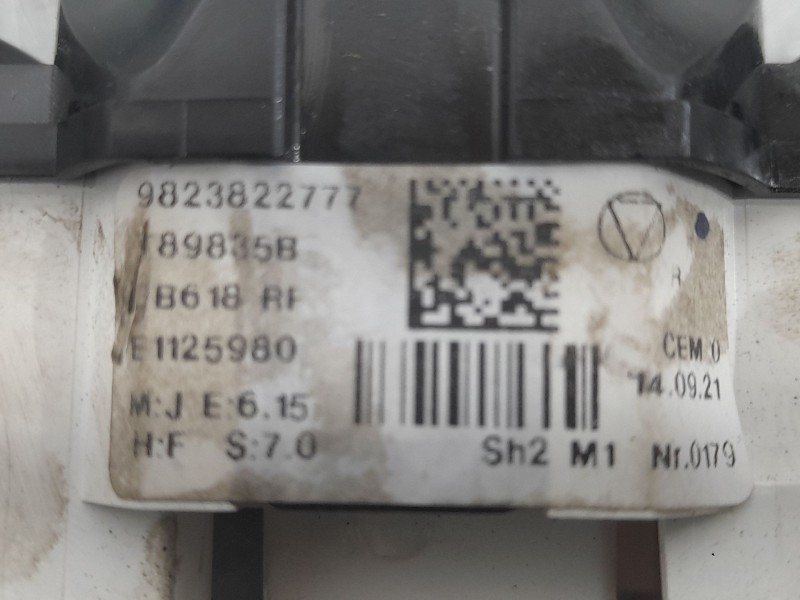 9823822777
189835B
B618 RF
E1125980
M:J E:6.15
H:F S:7.0
R
CEM 0
14.09.21
Sh2 M1 Nr.0179